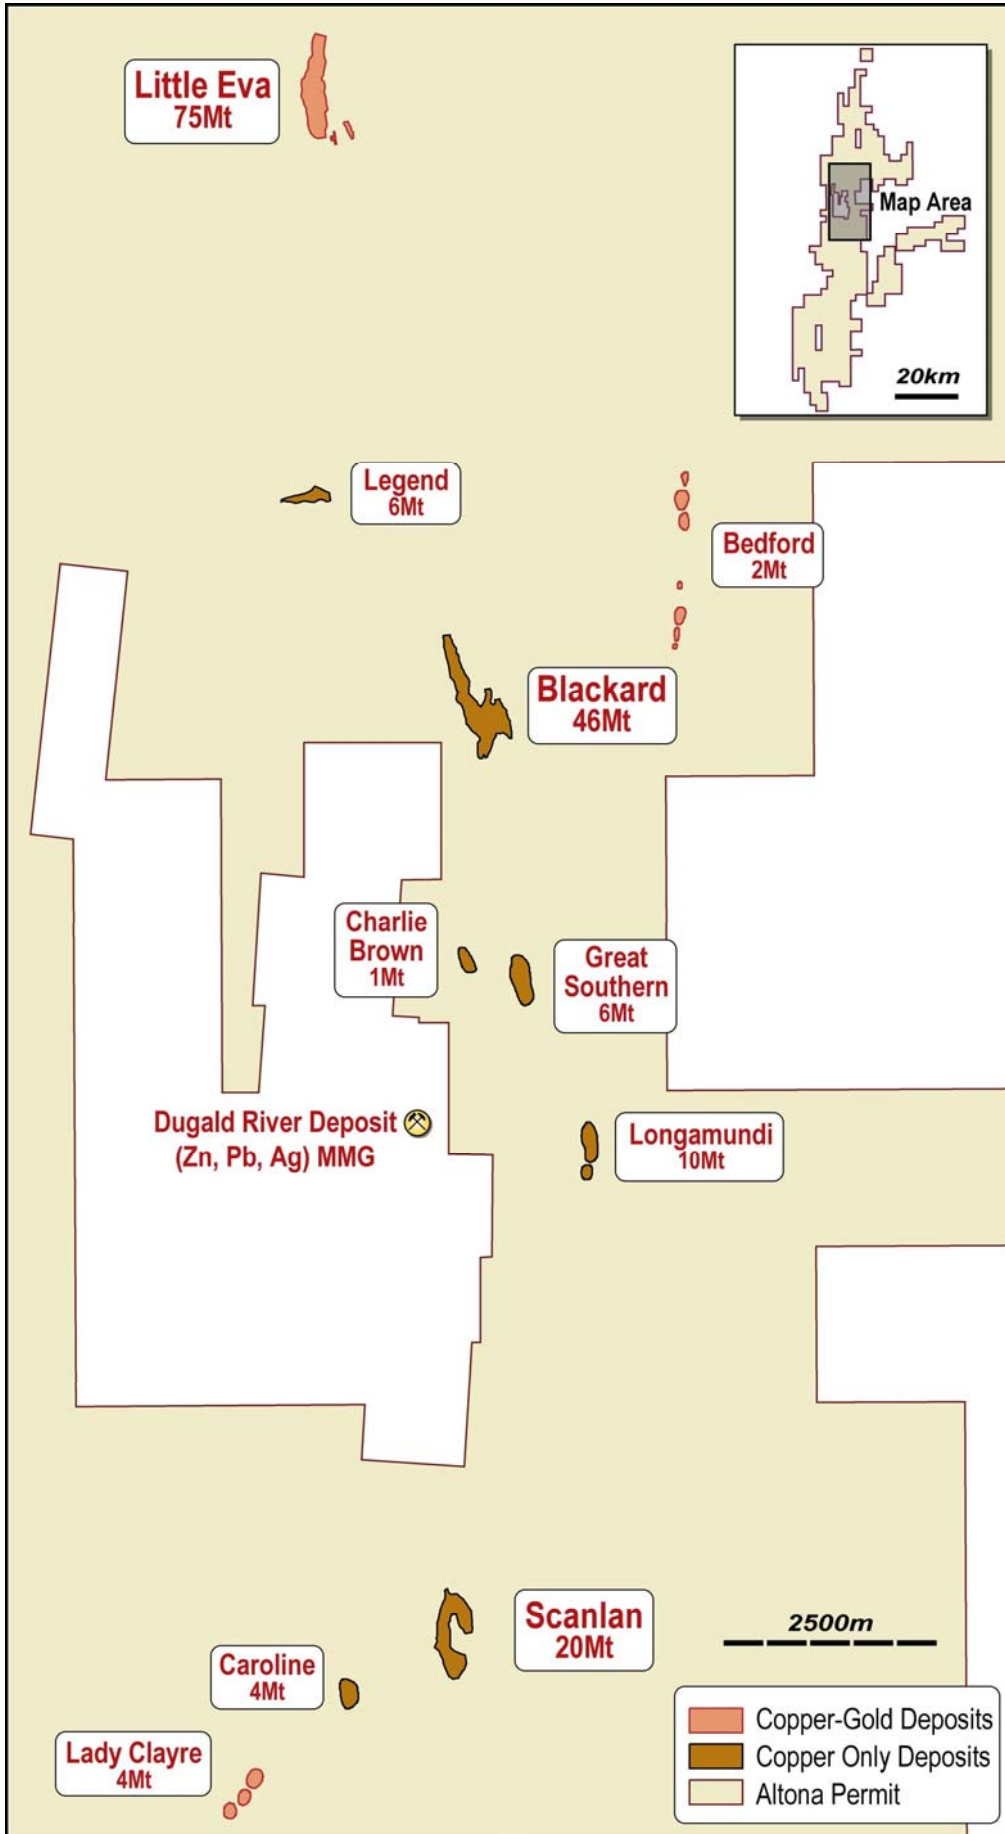 Little Eva
75Mt
Map Area
20km
Legend
6Mt
Bedford
2Mt
Blackard
46Mt
Charlie
Brown
1Mt
Great
Southern
6Mt
Dugald River Deposit
(Zn, Pb, Ag) MMG
Longamundi
10Mt
Scanlan
20Mt
2500m
Caroline
4Mt
Lady Clayre
4Mt
Copper-Gold Deposits
Copper Only Deposits
Altona Permit